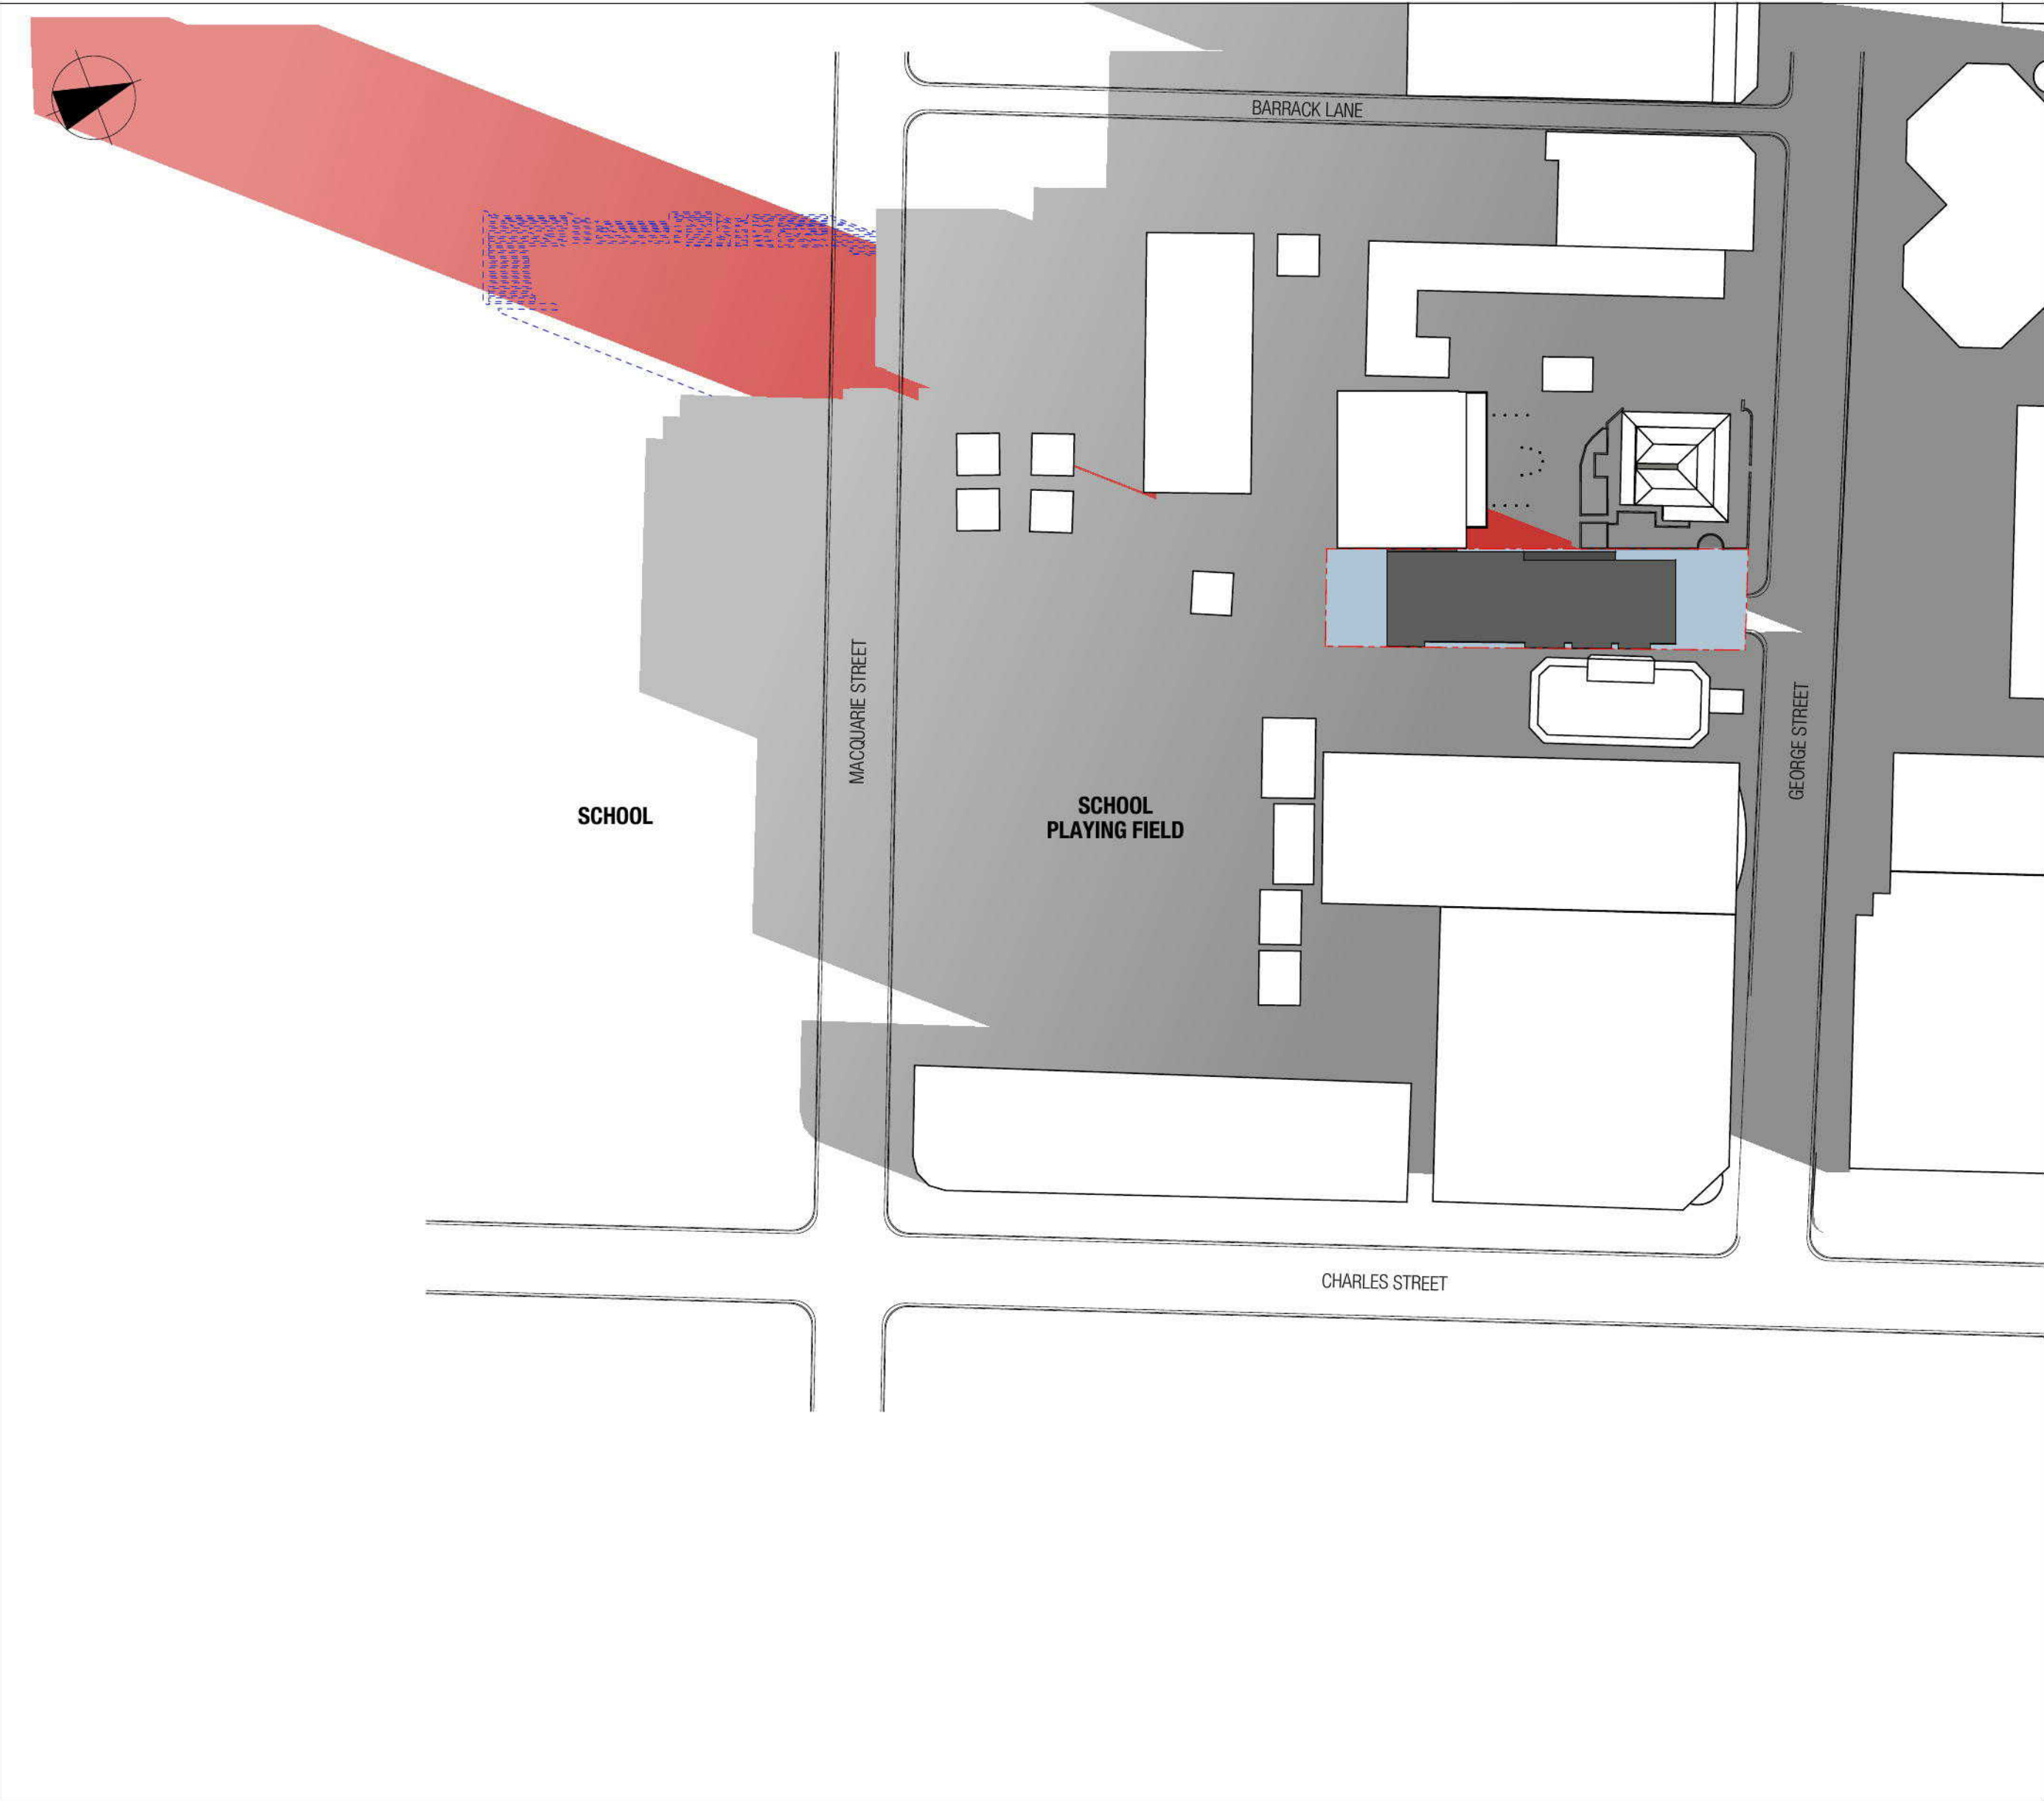 BARRACK LANE
MACQUARIE STREET
GEORGE STREET
SCHOOL
SCHOOL
PLAYING FIELD
CHARLES STREET